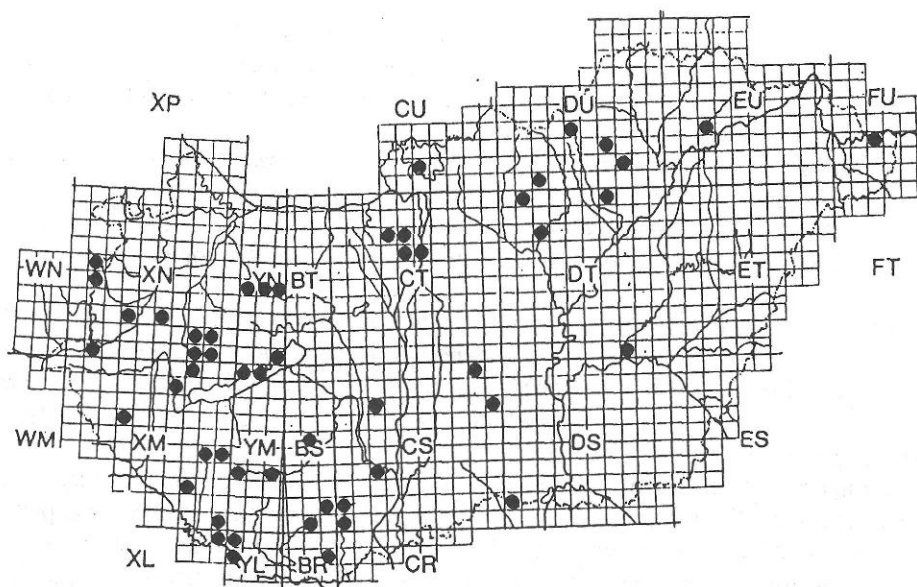 XP CU DU EU FU
WN XN YN BT CT DT ET FT
WM XM YM BS CS DS ES
XL YL BR CR